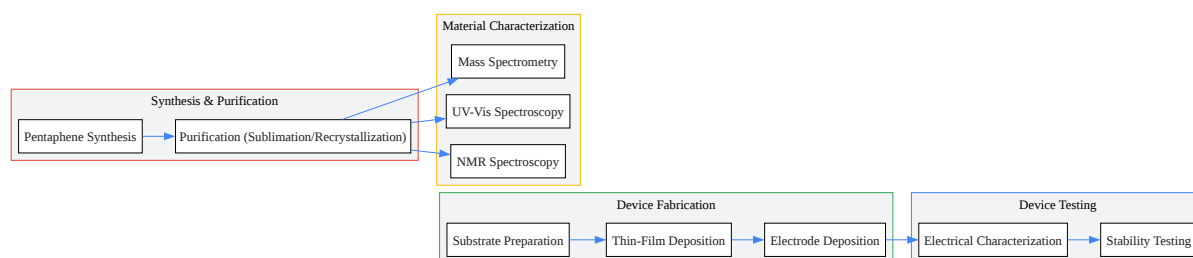 Material Characterization
Mass Spectrometry
UV-Vis Spectroscopy
NMR Spectroscopy
Synthesis & Purification
Pentaphene Synthesis
Purification (Sublimation/Recrystallization)
Device Fabrication
Substrate Preparation
Thin-Film Deposition
Electrode Deposition
Device Testing
Electrical Characterization
Stability Testing